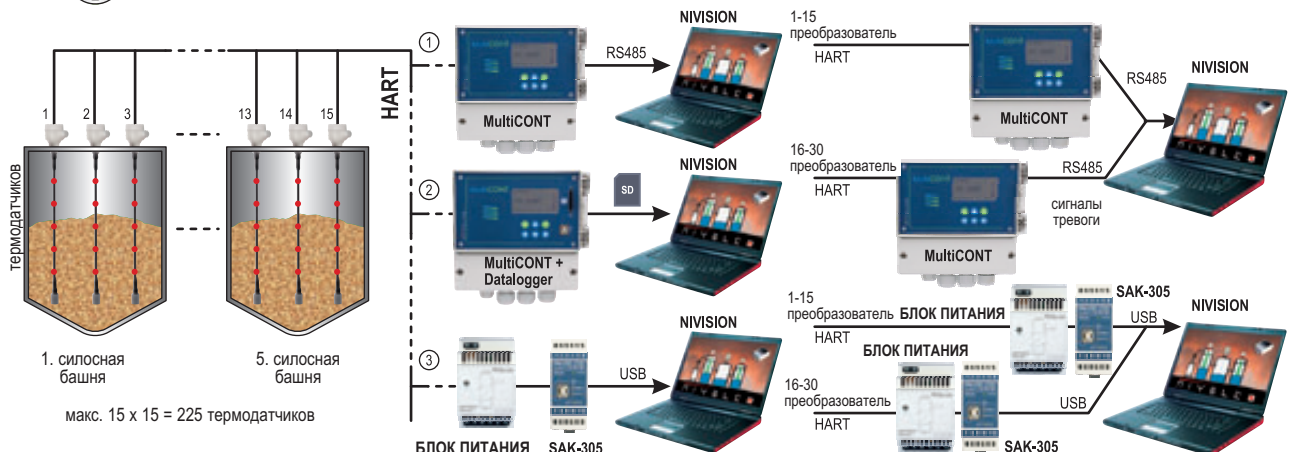 1
2
3
13
14
15
термодатчиков
1. силосная
башня
5. силосная
башня
макс. 15 x 15 = 225 термодатчиков
HART
1
MultiCONT
RS485
NIVISION
2
MultiCONT +
Datalogger
SD
NIVISION
3
БЛОК ПИТАНИЯ
SAK-305
USB
NIVISION
1-15
преобразователь
HART
MultiCONT
RS485
NIVISION
16-30
преобразователь
HART
MultiCONT
RS485
сигналы
тревоги
1-15
преобразователь
HART
БЛОК ПИТАНИЯ
SAK-305
USB
NIVISION
16-30
преобразователь
HART
БЛОК ПИТАНИЯ
SAK-305
USB